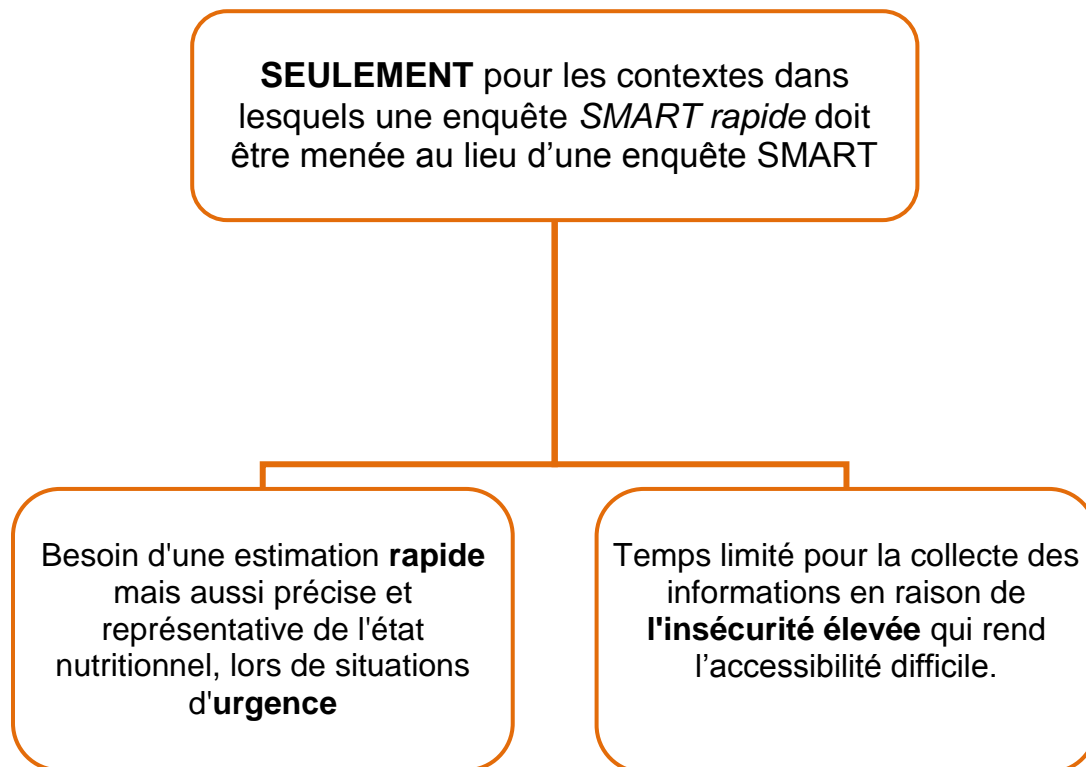 SEULEMENT pour les contextes dans
lesquels une enquête SMART rapide doit
être menée au lieu d’une enquête SMART
Besoin d'une estimation rapide
mais aussi précise et
représentative de l'état
nutritionnel, lors de situations
d'urgence
Temps limité pour la collecte des
informations en raison de
l'insécurité élevée qui rend
l’accessibilité difficile.